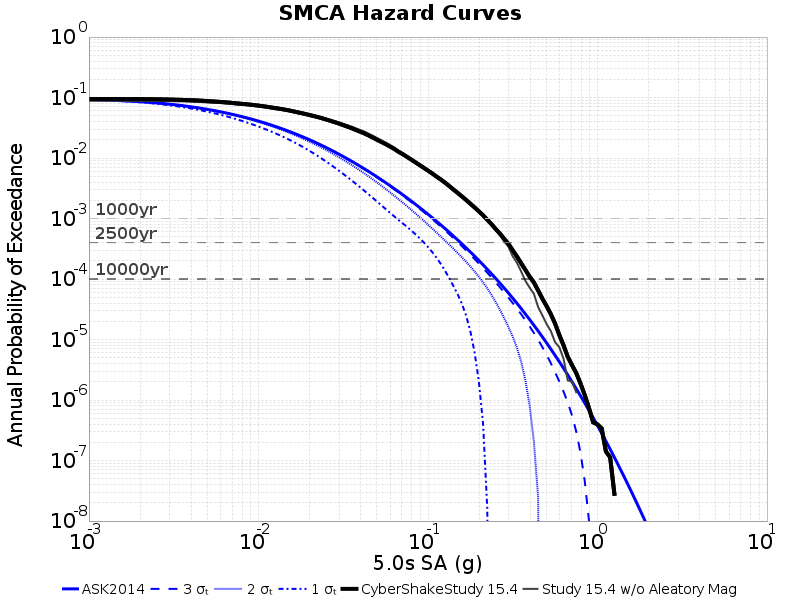 SMCA Hazard Curves
10^0
10^-1
10^-2
10^-3
10^-4
10^-5
10^-6
10^-7
10^-8
Annual Probability of Exceedance
1000yr
2500yr
10000yr
10^-3 10^-2 10^-1 10^0 10^1
5.0s SA (g)
ASK2014 3 σₜ 2 σₜ 1 σₜ CyberShakeStudy 15.4 Study 15.4 w/o Aleatory Mag